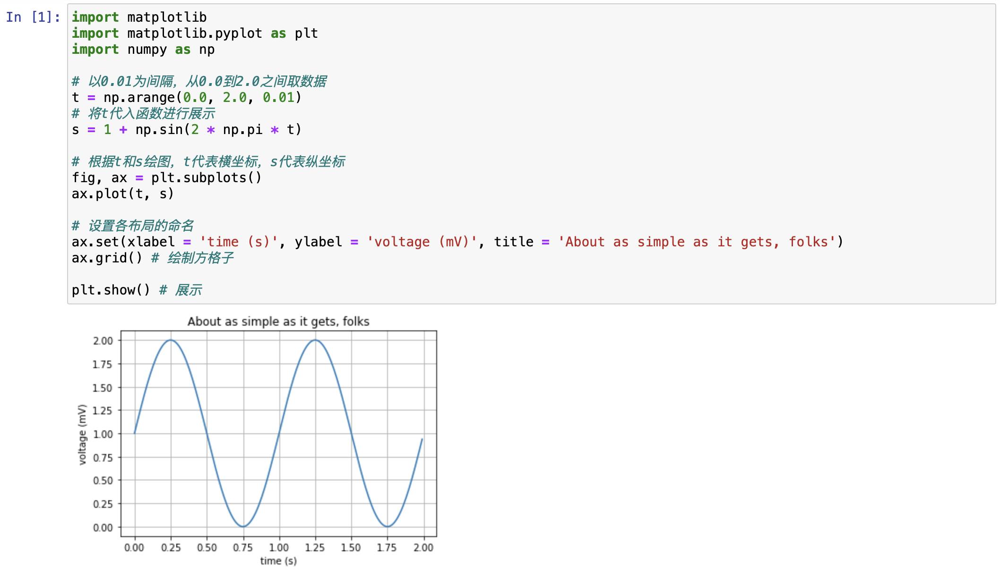 In [1]:
import matplotlib
import matplotlib.pyplot as plt
import numpy as np
# 以0.01为间隔，从0.0到2.0之间取数据
t = np.arange(0.0, 2.0, 0.01)
# 将t代入函数进行展示
s = 1 + np.sin(2 * np.pi * t)
# 根据t和s绘图，t代表横坐标，s代表纵坐标
fig, ax = plt.subplots()
ax.plot(t, s)
# 设置各布局的命名
ax.set(xlabel = 'time (s)', ylabel = 'voltage (mV)', title = 'About as simple as it gets, folks')
ax.grid() # 绘制方格子
plt.show() # 展示
About as simple as it gets, folks
voltage (mV)
2.00
1.75
1.50
1.25
1.00
0.75
0.50
0.25
0.00
0.00 0.25 0.50 0.75 1.00 1.25 1.50 1.75 2.00
time (s)